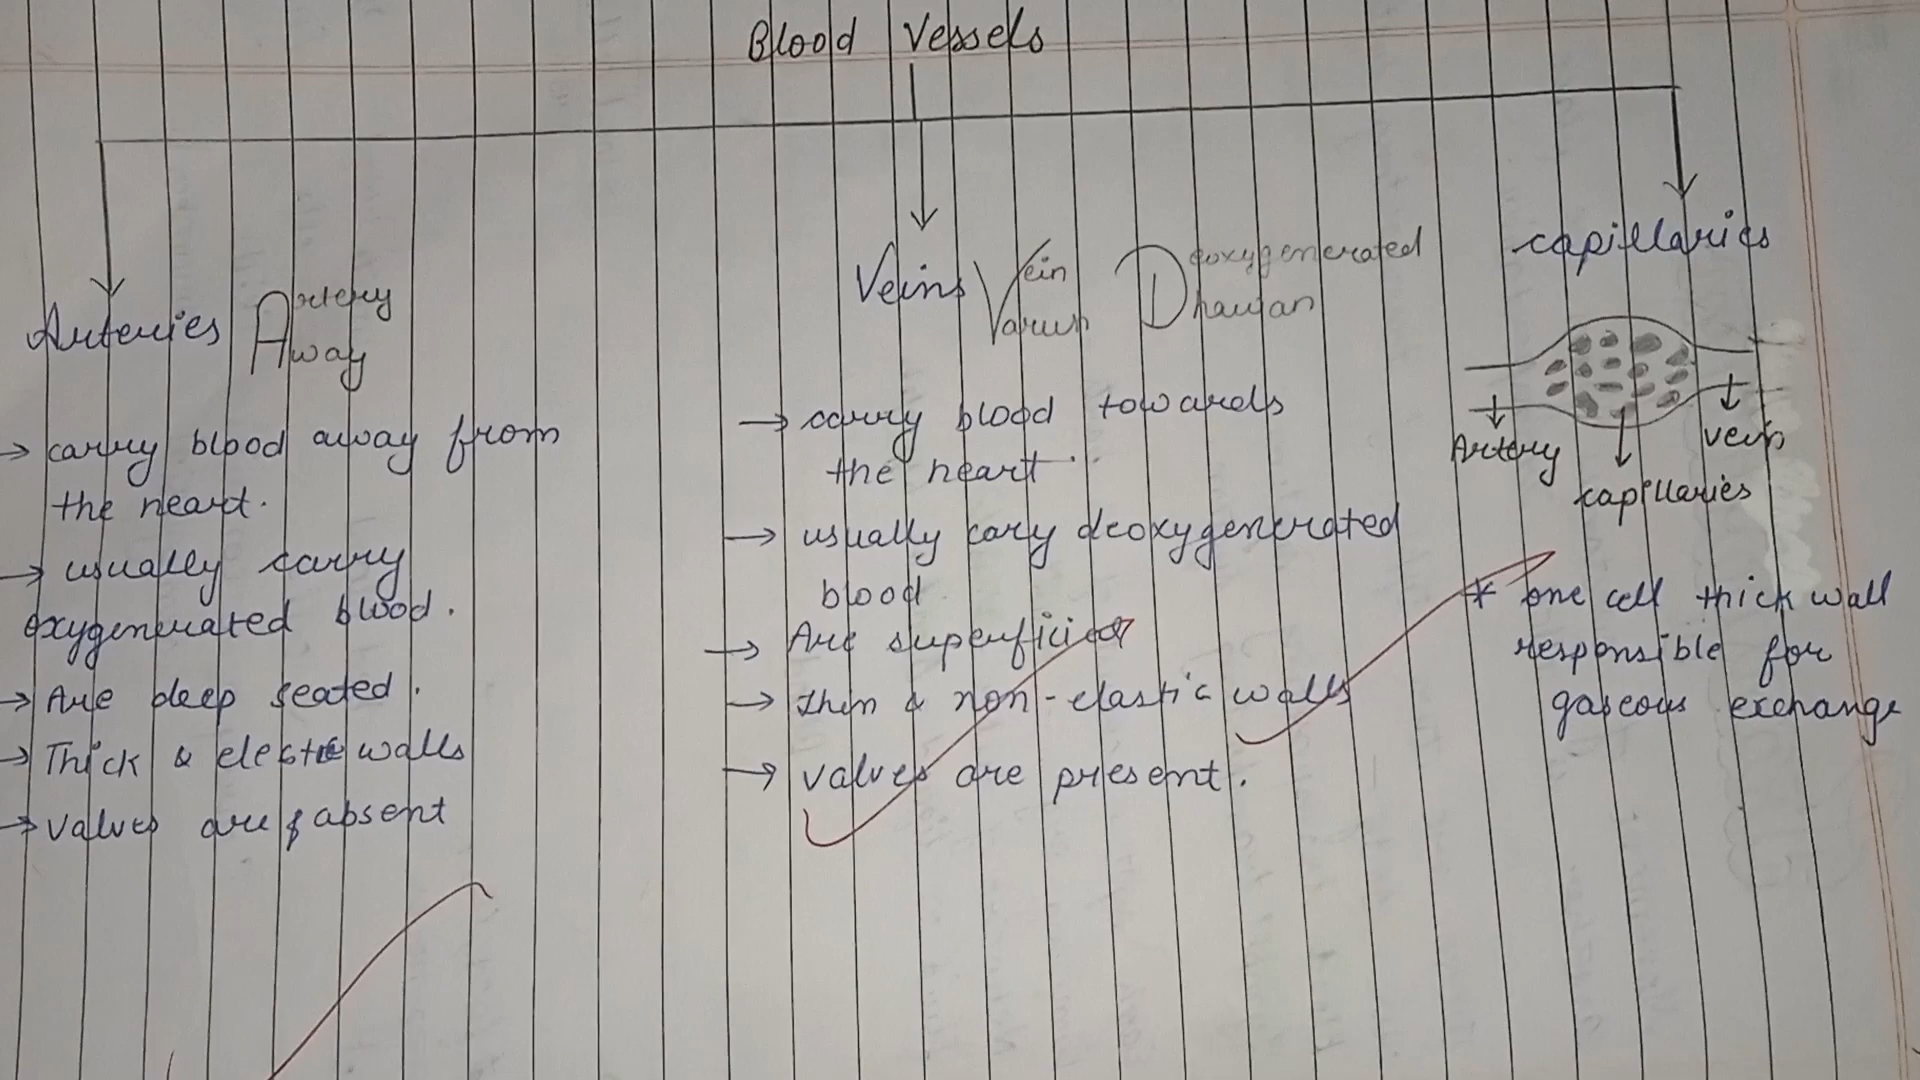 Blood Vessels
Arteries Artery
Away
→ carry blood away from
the heart.
→ usually carry
oxygenerated blood.
→ Are deep seated.
→ Thick & elestic walls
→ valves are absent
Veins Vein Deoxygenerated
Varun Dhawan
→ carry blood towards
the heart.
→ usually cary deoxygenerated
blood
→ Are superficial
→ thin & non-elastic walls
→ valves are present.
capillaries
Artery
vein
capillaries
* one cell thick wall
responsible for
gaseous exchange